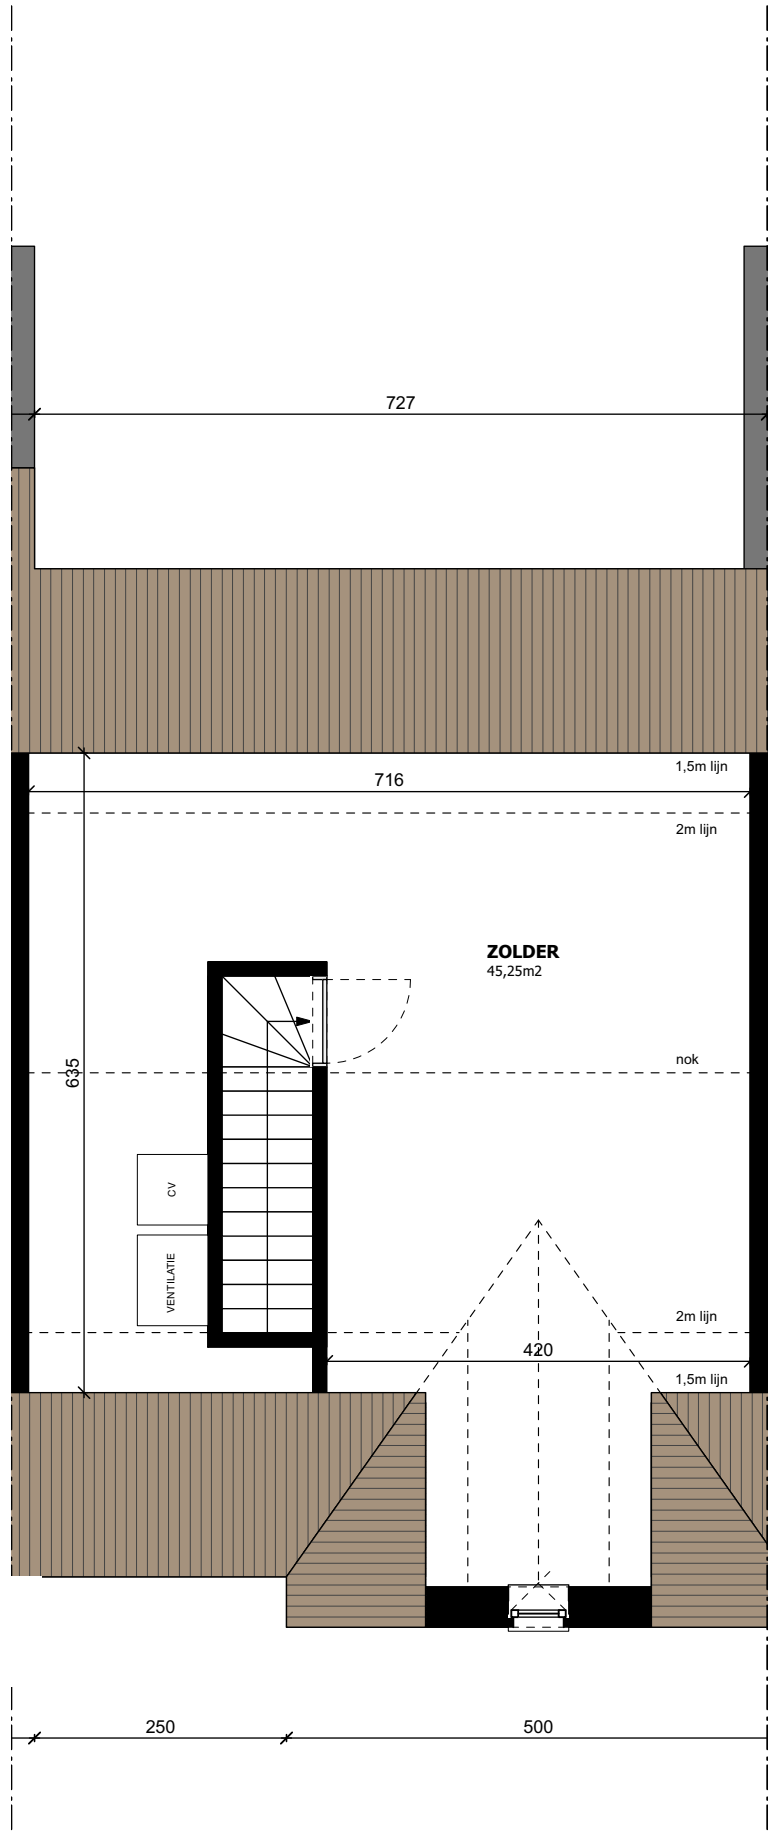 727
1,5m lijn
716
2m lijn
ZOLDER
45,25m2
nok
635
CV
VENTILATIE
2m lijn
420
1,5m lijn
250
500